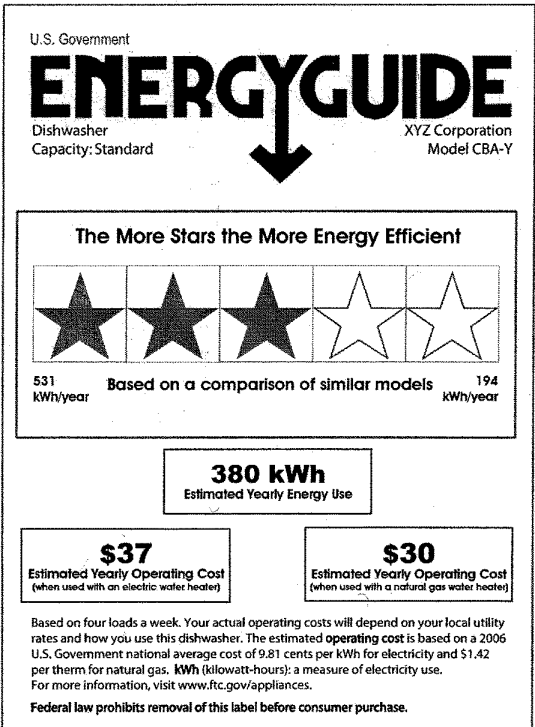 U.S. Government
ENERGYGUIDE
Dishwasher
Capacity: Standard
XYZ Corporation
Model CBA-Y
The More Stars the More Energy Efficient
531
kWh/year
Based on a comparison of similar models
194
kWh/year
380 kWh
Estimated Yearly Energy Use
$37
Estimated Yearly Operating Cost
(when used with an electric water heater)
$30
Estimated Yearly Operating Cost
(when used with a natural gas water heater)
Based on four loads a week. Your actual operating costs will depend on your local utility
rates and how you use this dishwasher. The estimated operating cost is based on a 2006
U.S. Government national average cost of 9.81 cents per kWh for electricity and $1.42
per therm for natural gas. kWh (kilowatt-hours): a measure of electricity use.
For more information, visit www.ftc.gov/appliances.
Federal law prohibits removal of this label before consumer purchase.